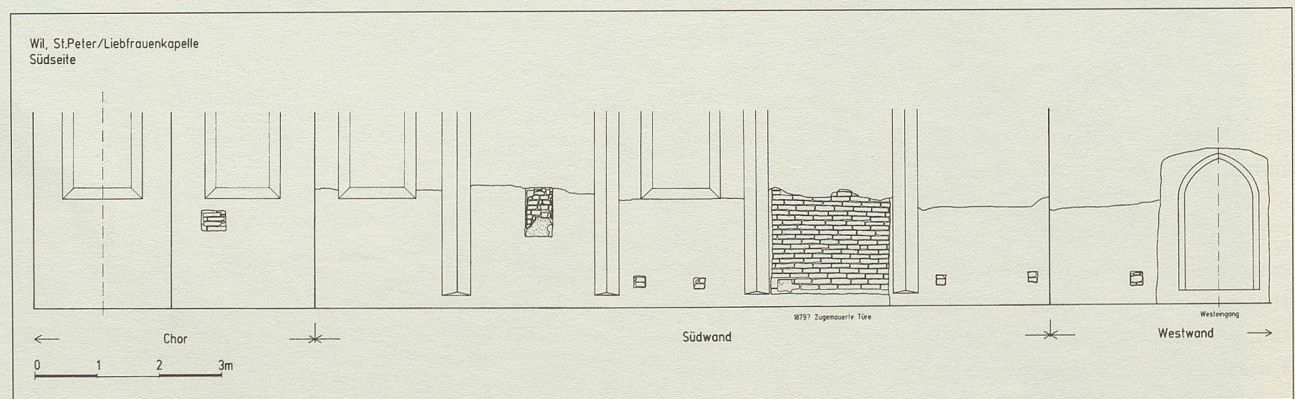 Wil, St.Peter/Liebfrauenkapelle
Südseite
1879? Zugemauerte Türe
Westeingang
Chor
Südwand
Westwand
0 1 2 3m